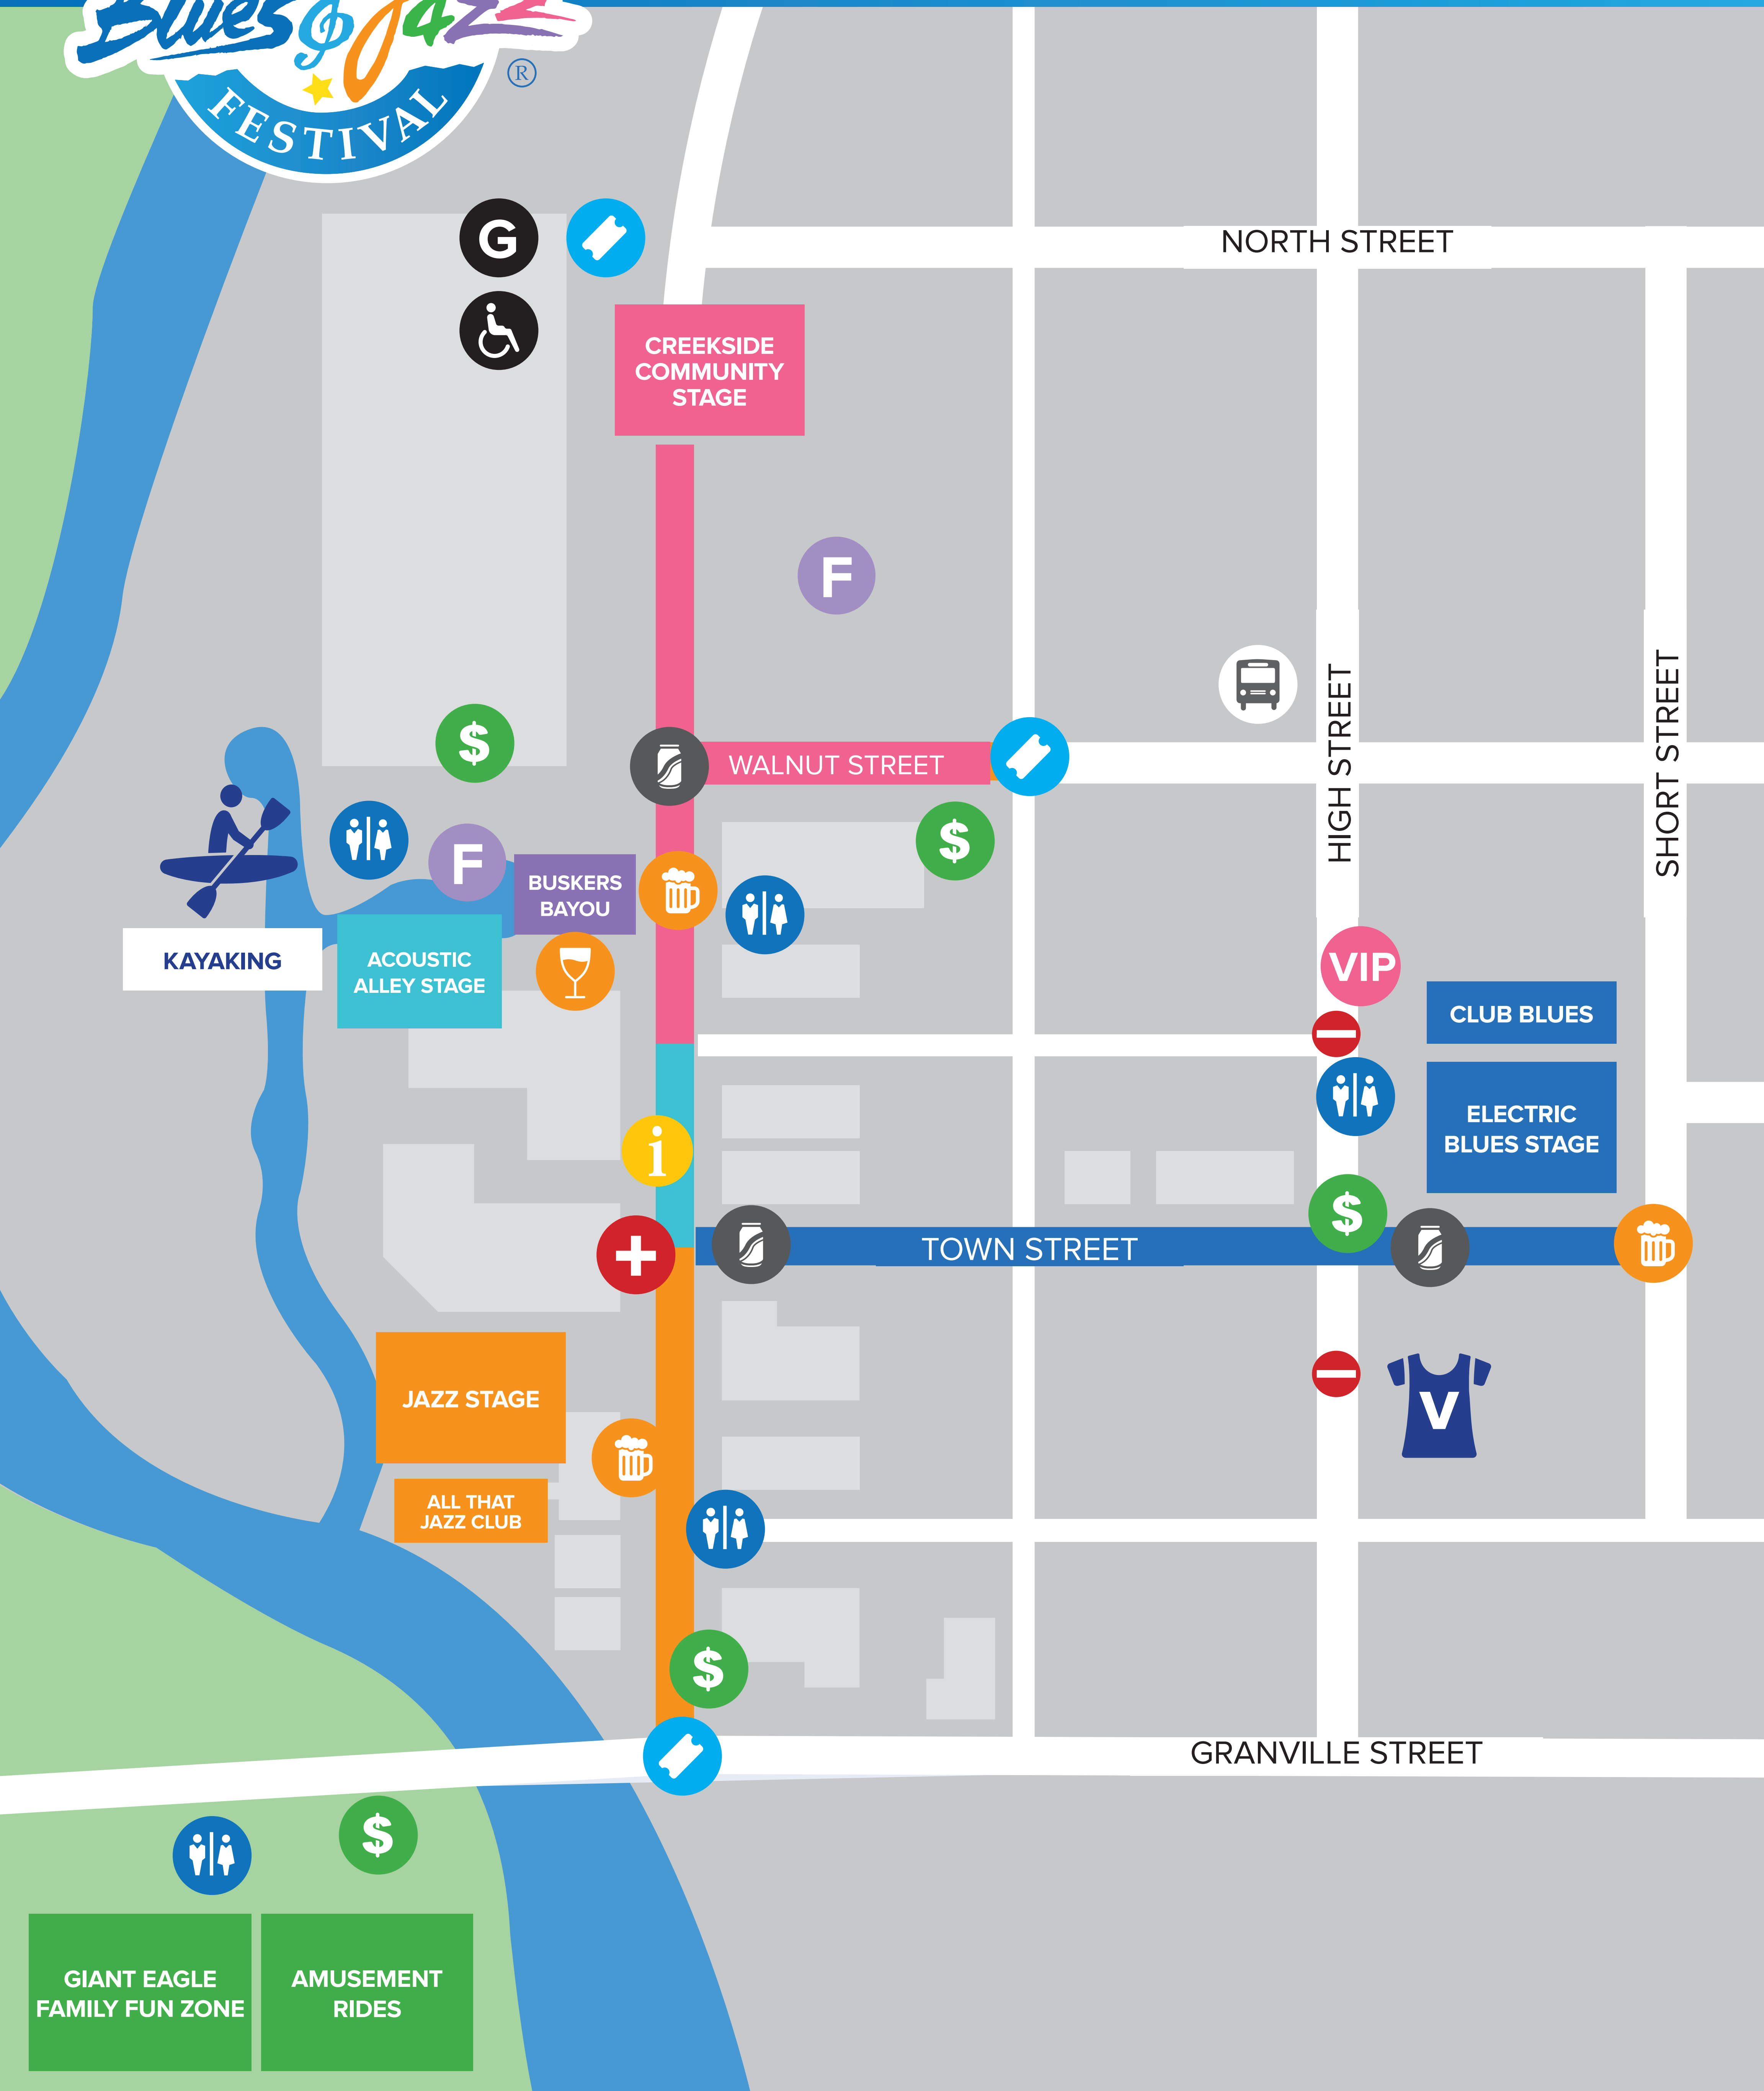 Blues & Jazz
FESTIVAL
®
G
NORTH STREET
CREEKSIDE
COMMUNITY
STAGE
F
HIGH STREET
SHORT STREET
$
WALNUT STREET
$
F
BUSKERS
BAYOU
KAYAKING
ACOUSTIC
ALLEY STAGE
VIP
CLUB BLUES
ELECTRIC
BLUES STAGE
i
$
TOWN STREET
JAZZ STAGE
V
ALL THAT
JAZZ CLUB
$
GRANVILLE STREET
$
GIANT EAGLE
FAMILY FUN ZONE
AMUSEMENT
RIDES